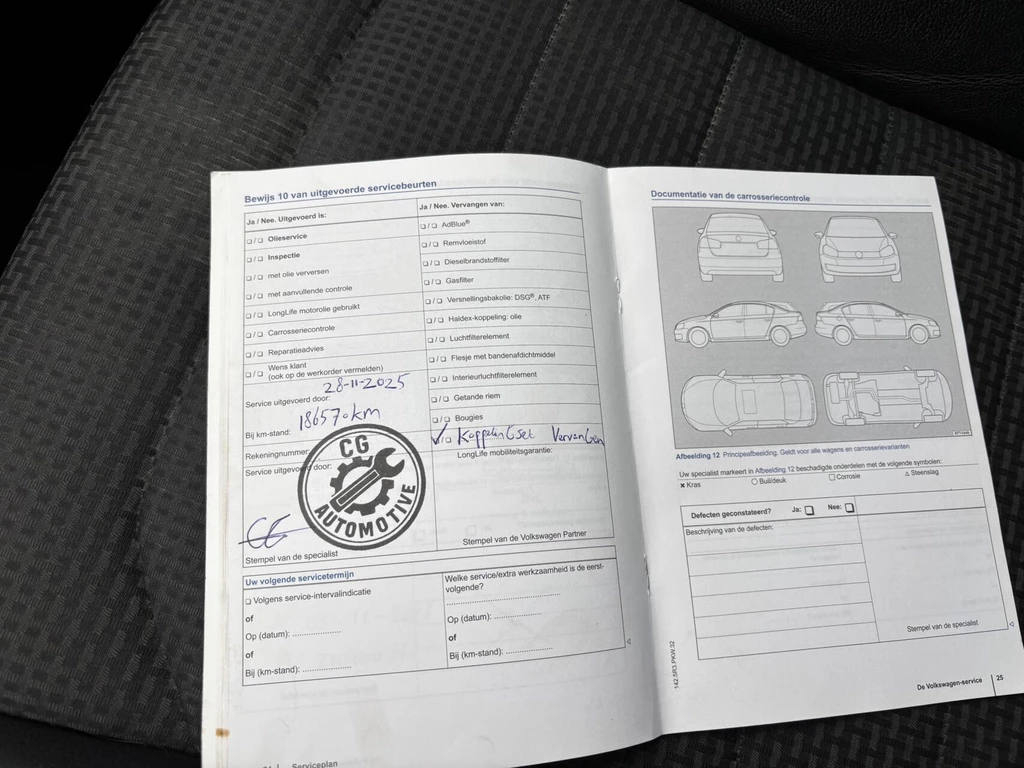 Bewijs 10 van uitgevoerde servicebeurten
Ja / Nee. Uitgevoerd is:
❑ / ❑ Olieservice
❑ / ❑ Inspectie
❑ / ❑ met olie verversen
❑ / ❑ met aanvullende controle
❑ / ❑ LongLife motorolie gebruikt
❑ / ❑ Carrosseriecontrole
❑ / ❑ Reparatieadvies
❑ / ❑ Wens klant
(ook op de werkorder vermelden)
Service uitgevoerd door: 28-11-2025
Bij km-stand: 186570km
Rekeningnummer:
Service uitgevoerd door:
CG
AUTOMOTIVE
Stempel van de specialist
Ja / Nee. Vervangen van:
❑ / ❑ AdBlue®
❑ / ❑ Remvloeistof
❑ / ❑ Dieselbrandstoffilter
❑ / ❑ Gasfilter
❑ / ❑ Versnellingsbakolie: DSG®, ATF
❑ / ❑ Haldex-koppeling: olie
❑ / ❑ Luchtfilterelement
❑ / ❑ Flesje met bandenafdichtmiddel
❑ / ❑ Interieurluchtfilterelement
❑ / ❑ Getande riem
❑ / ❑ Bougies
✓/❑ KoppelingSet Vervangen
LongLife mobiliteitsgarantie:
Stempel van de Volkswagen Partner
Uw volgende servicetermijn
❑ Volgens service-intervalindicatie
of
Op (datum): ....................
of
Bij (km-stand): ....................
Welke service/extra werkzaamheid is de eerst-
volgende?
........................................
Op (datum): ....................
of
Bij (km-stand): ....................
Serviceplan
Documentatie van de carrosseriecontrole
Afbeelding 12 Principeafbeelding. Geldt voor alle wagens en carrosserievarianten
Uw specialist markeert in Afbeelding 12 beschadigde onderdelen met de volgende symbolen:
× Kras ○ Buil/deuk □ Corrosie △ Steenslag
Defecten geconstateerd? Ja: ❑ Nee: ❑
Beschrijving van de defecten:
Stempel van de specialist
142.5R3.PKW.32
De Volkswagen-service | 25